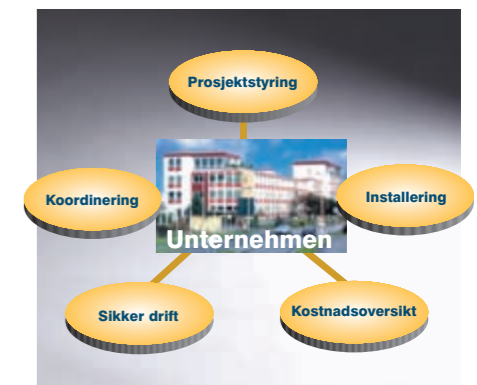 Prosjektstyring
Koordinering
Installering
Unternehmen
Sikker drift
Kostnadsoversikt